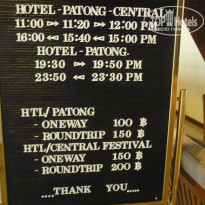 HOTEL-PATONG-CENTRAL
11:00 ➡ 11:20 ➡ 12:00 PM
16:00 ⬅ 15:40 ⬅ 15:00 PM
HOTEL-PATONG.
19:30 ➡ 19:50 PM
23:50 ⬅ 23:30 PM
HTL/ PATONG
- ONEWAY 100 ฿
- ROUNDTRIP 150 ฿
HTL/CENTRAL FESTIVAL
- ONEWAY 150 ฿
- ROUNDTRIP 200 ฿
....THANK YOU.....
TopHotels